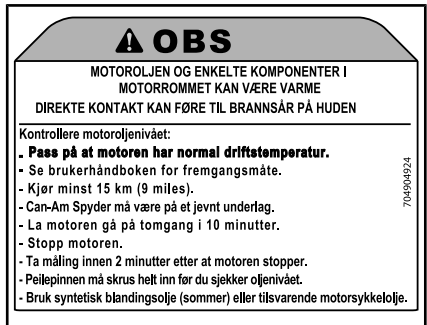 OBS
MOTOROLJEN OG ENKELTE KOMPONENTER I
MOTORROMMET KAN VÆRE VARME
DIREKTE KONTAKT KAN FØRE TIL BRANNSÅR PÅ HUDEN
Kontrollere motoroljenivået:
- Pass på at motoren har normal driftstemperatur.
- Se brukerhåndboken for fremgangsmåte.
- Kjør minst 15 km (9 miles).
- Can-Am Spyder må være på et jevnt underlag.
- La motoren gå på tomgang i 10 minutter.
- Stopp motoren.
- Ta måling innen 2 minutter etter at motoren stopper.
- Peilepinnen må skrus helt inn før du sjekker oljenivået.
- Bruk syntetisk blandingsolje (sommer) eller tilsvarende motorsykkelolje.
704904924